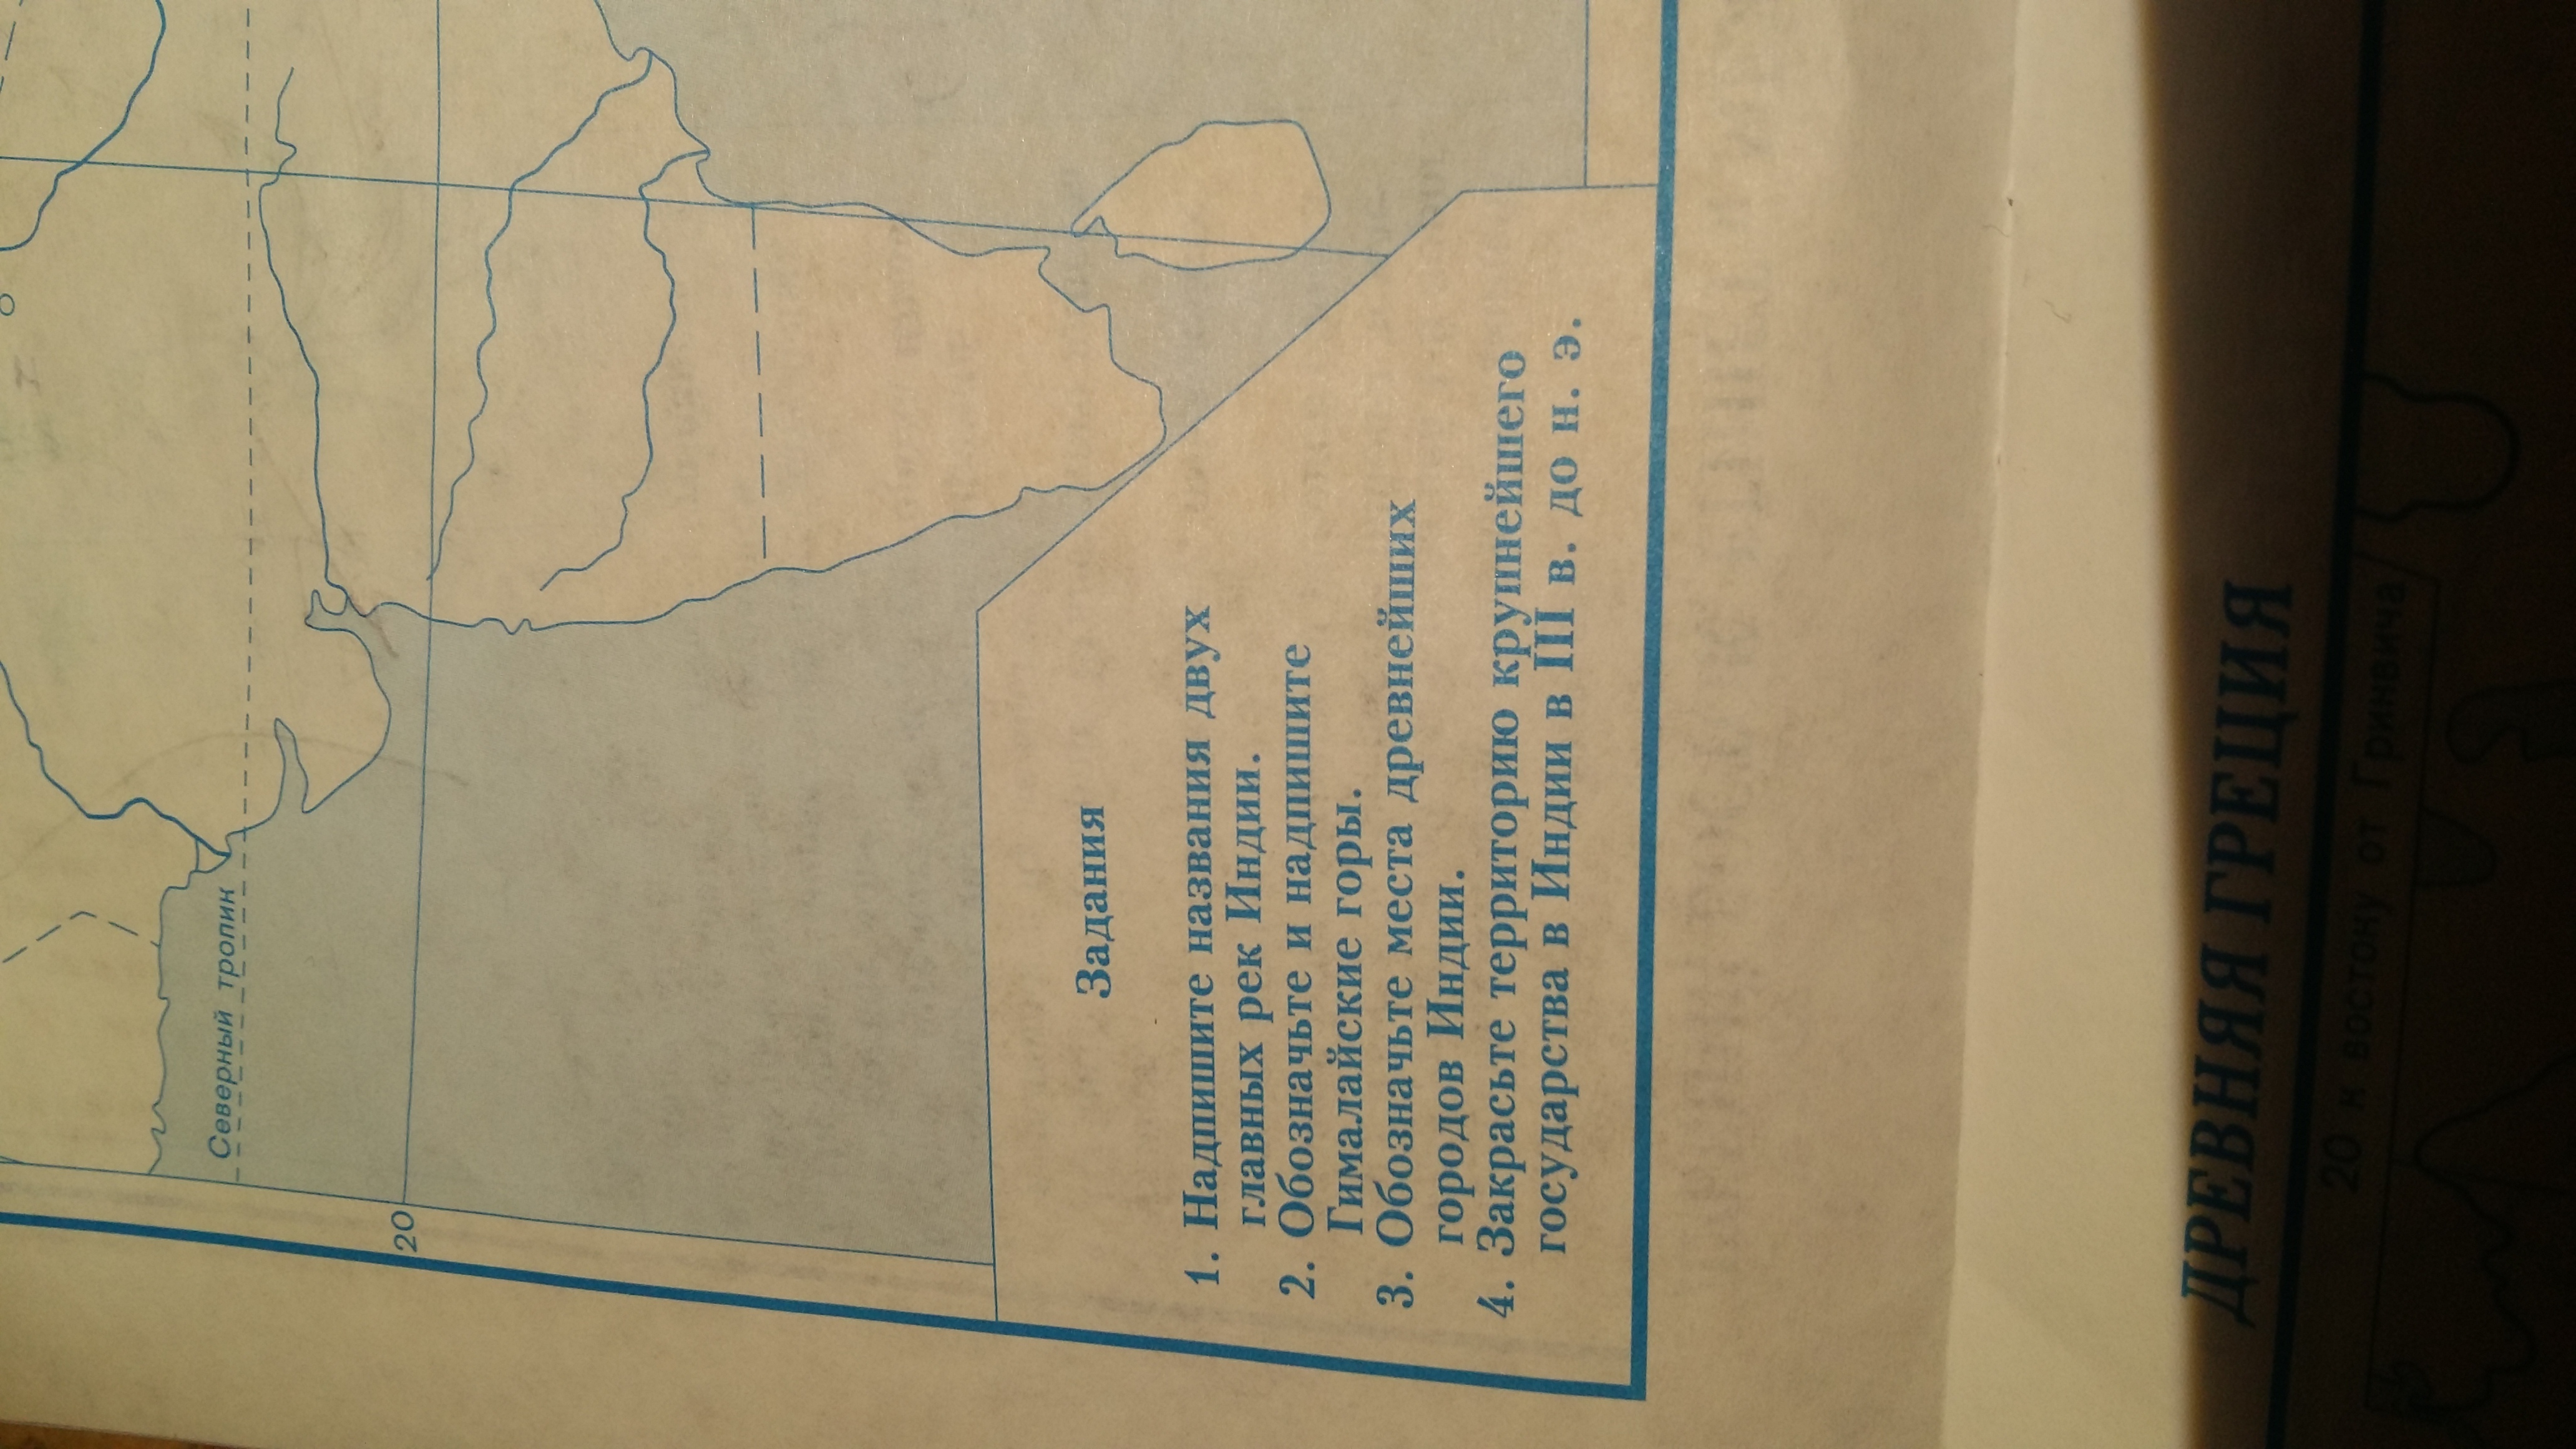 Северный тропик
20
Задания
1. Надпишите названия двух
главных рек Индии.
2. Обозначьте и надпишите
Гималайские горы.
3. Обозначьте места древнейших
городов Индии.
4. Закрасьте территорию крупнейшего
государства в Индии в III в. до н. э.
ДРЕВНЯЯ ГРЕЦИЯ
20 к востоку от Гринвича